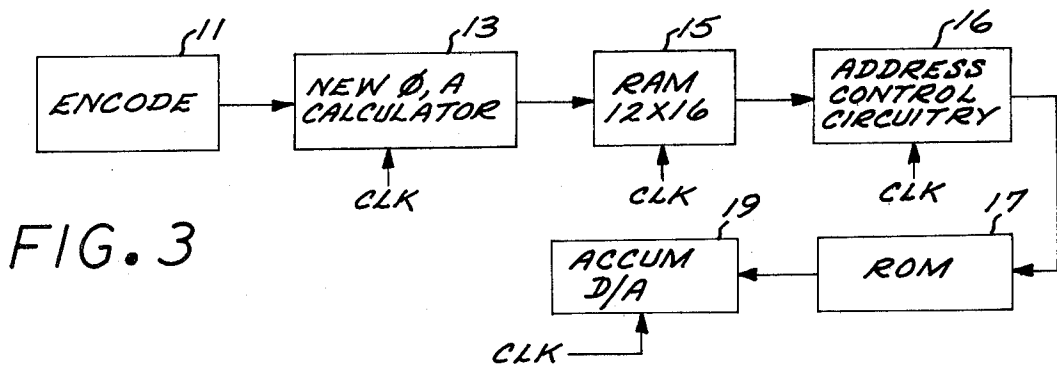 11
ENCODE
13
NEW Ø, A
CALCULATOR
CLK
15
RAM
12X16
CLK
16
ADDRESS
CONTROL
CIRCUITRY
CLK
17
ROM
19
ACCUM
D/A
CLK
FIG. 3